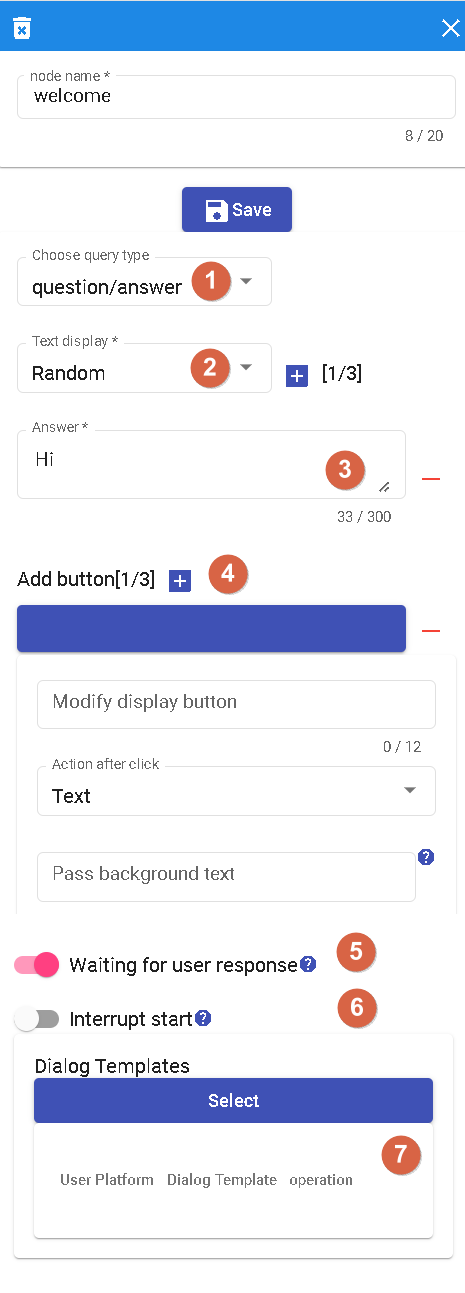 node name *
welcome
8 / 20
Save
Choose query type
question/answer
1
Text display *
Random
2
[1/3]
Answer *
Hi
3
33 / 300
Add button[1/3]
4
Modify display button
0 / 12
Action after click
Text
Pass background text
?
Waiting for user response?
5
Interrupt start?
6
Dialog Templates
Select
7
User Platform Dialog Template operation